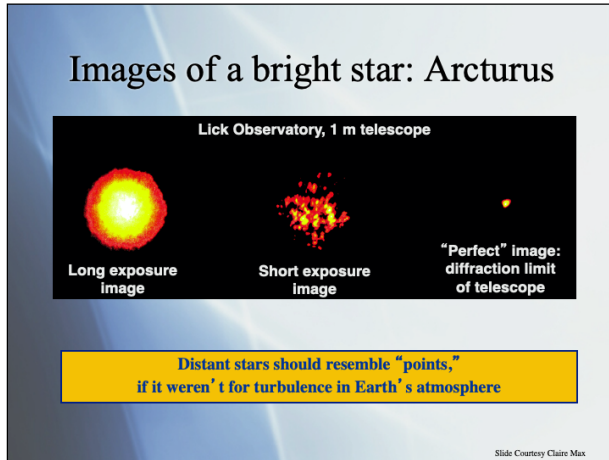 Images of a bright star: Arcturus
Lick Observatory, 1 m telescope
Long exposure
image
Short exposure
image
“Perfect” image:
diffraction limit
of telescope
Distant stars should resemble “points,”
if it weren’t for turbulence in Earth’s atmosphere
Slide Courtesy Claire Max